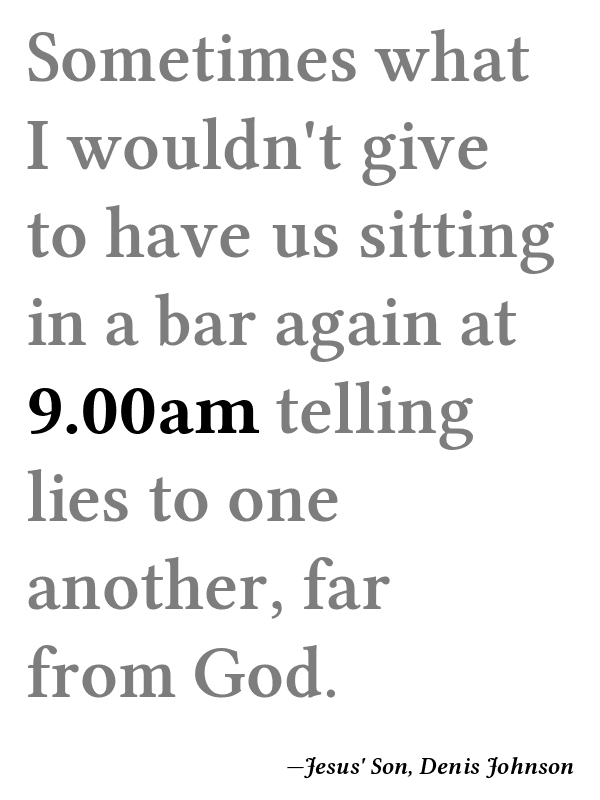 Sometimes what
I wouldn't give
to have us sitting
in a bar again at
9.00am telling
lies to one
another, far
from God.
—Jesus' Son, Denis Johnson